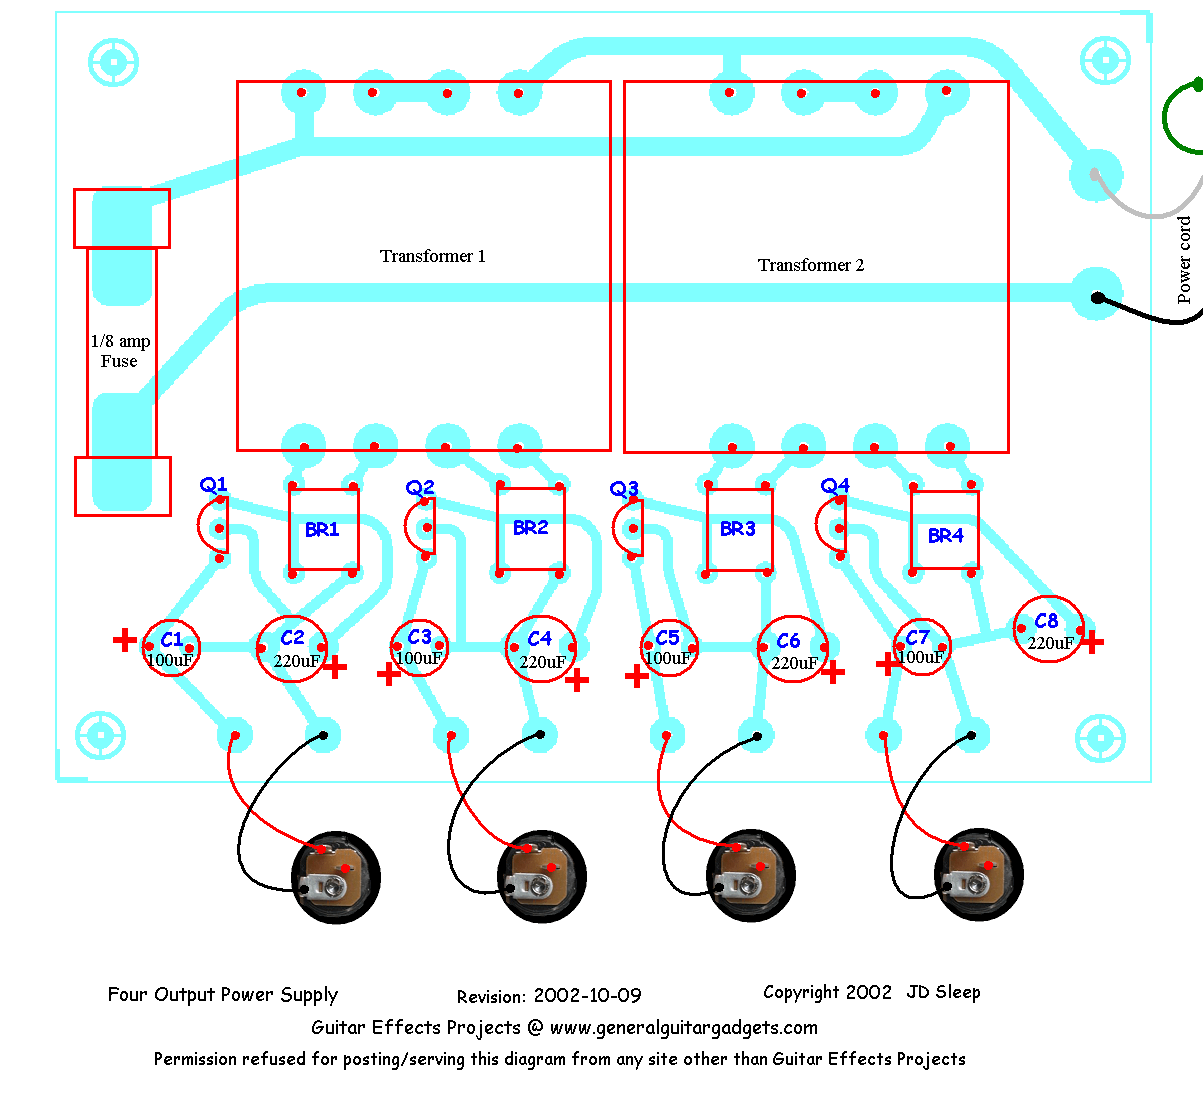 Power cord
Transformer 1
Transformer 2
1/8 amp
Fuse
Q1
Q2
Q3
Q4
BR1
BR2
BR3
BR4
C1
100uF
C2
220uF
C3
100uF
C4
220uF
C5
100uF
C6
220uF
C7
100uF
C8
220uF
+
+
+
+
+
+
+
+
Four Output Power Supply
Revision: 2002-10-09
Copyright 2002 JD Sleep
Guitar Effects Projects @ www.generalguitargadgets.com
Permission refused for posting/serving this diagram from any site other than Guitar Effects Projects